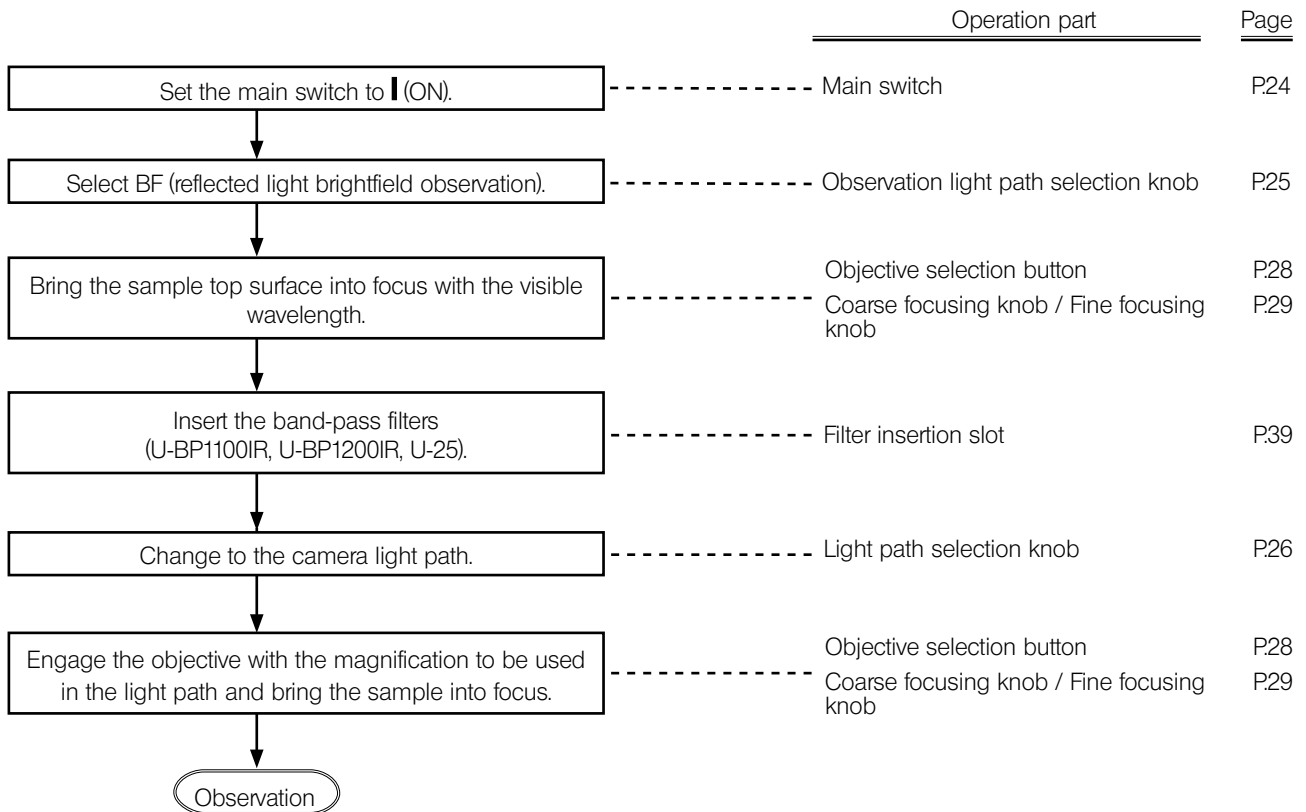 Operation part Page
Set the main switch to I (ON). Main switch P.24
Select BF (reflected light brightfield observation). Observation light path selection knob P.25
Objective selection button P.28
Bring the sample top surface into focus with the visible
wavelength.
Coarse focusing knob / Fine focusing P.29
knob
Insert the band-pass filters
(U-BP1100IR, U-BP1200IR, U-25). Filter insertion slot P.39
Change to the camera light path. Light path selection knob P.26
Objective selection button P.28
Engage the objective with the magnification to be used
in the light path and bring the sample into focus.
Coarse focusing knob / Fine focusing P.29
knob
Observation